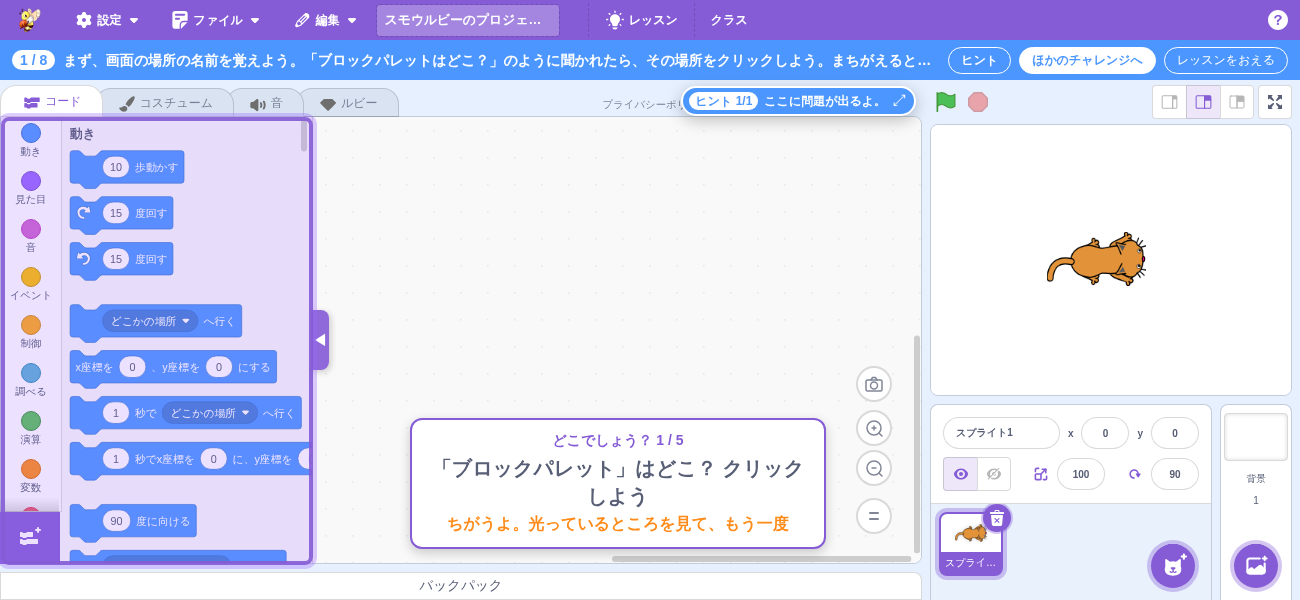 設定
ファイル
編集
スモウルビーのプロジェ…
レッスン
クラス
?
1 / 8
まず、画面の場所の名前を覚えよう。「ブロックパレットはどこ？」のように聞かれたら、その場所をクリックしよう。まちがえると…
ヒント
ほかのチャレンジへ
レッスンをおえる
コード
コスチューム
音
ルビー
ヒント 1/1
ここに問題が出るよ。
動き
見た目
音
イベント
制御
調べる
演算
変数
動き
10 歩動かす
15 度回す
15 度回す
どこかの場所 へ行く
x座標を 0 、y座標を 0 にする
1 秒で どこかの場所 へ行く
1 秒でx座標を 0 に、y座標を
90 度に向ける
どこでしょう？ 1 / 5
「ブロックパレット」はどこ？ クリック
しよう
ちがうよ。光っているところを見て、もう一度
バックパック
スプライト1
x
0
y
0
100
90
スプライ…
背景
1